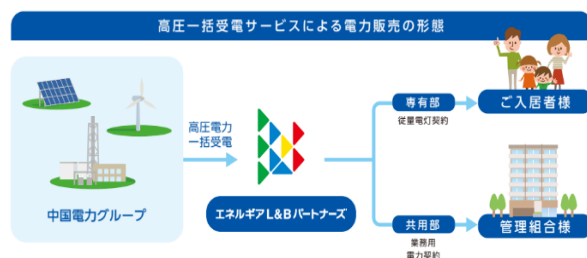 高圧一括受電サービスによる電力販売の形態
中国電力グループ
高圧電力
一括受電
エネルギアL&Bパートナーズ
専有部
従量電灯契約
ご入居者様
共用部
業務用
電力契約
管理組合様